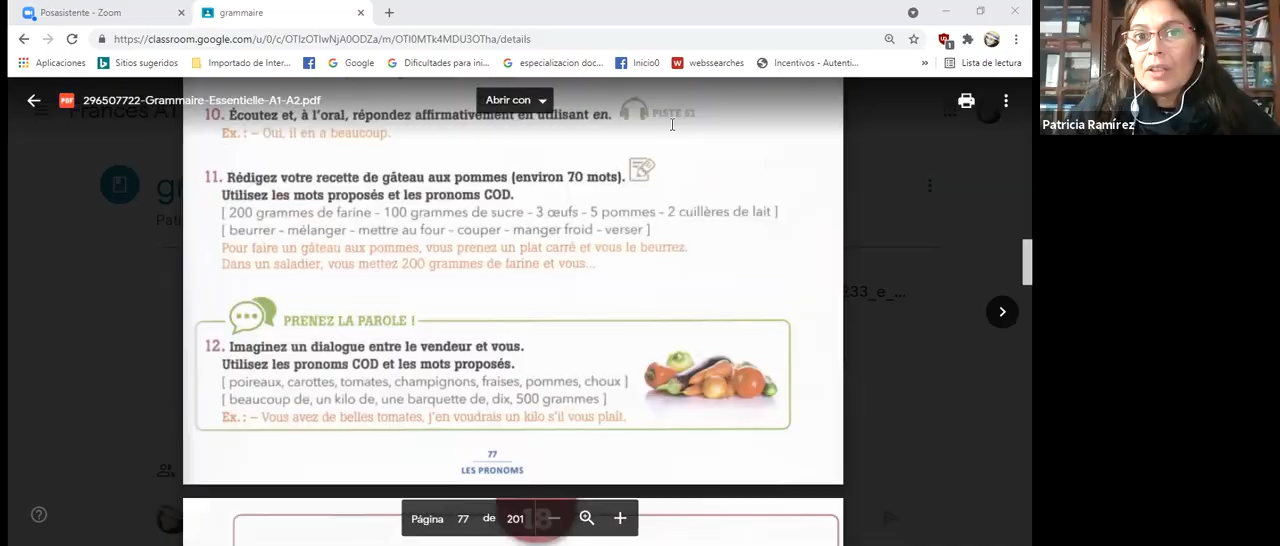 Posasistente - Zoom
grammaire
https://classroom.google.com/u/0/c/OTIzOTIwNjA0ODZa/m/OTI0MTk4MDU3OTha/details
Aplicaciones
Sitios sugeridos
Importado de Inter...
Google
Dificultades para ini...
especializacion doc...
Inicio0
webssearches
Incentivos - Autenti...
»
Lista de lectura
PDF
296507722-Grammaire-Essentielle-A1-A2.pdf
Abrir con
Patricia Ramírez
10. Écoutez et, à l'oral, répondez affirmativement en utilisant en.
PISTE 52
Ex. : – Oui, il en a beaucoup.
11. Rédigez votre recette de gâteau aux pommes (environ 70 mots).
Utilisez les mots proposés et les pronoms COD.
[ 200 grammes de farine – 100 grammes de sucre – 3 œufs – 5 pommes – 2 cuillères de lait ]
[ beurrer – mélanger – mettre au four – couper – manger froid – verser ]
Pour faire un gâteau aux pommes, vous prenez un plat carré et vous le beurrez.
Dans un saladier, vous mettez 200 grammes de farine et vous...
233_e_...
PRENEZ LA PAROLE !
12. Imaginez un dialogue entre le vendeur et vous.
Utilisez les pronoms COD et les mots proposés.
[ poireaux, carottes, tomates, champignons, fraises, pommes, choux ]
[ beaucoup de, un kilo de, une barquette de, dix, 500 grammes ]
Ex. : – Vous avez de belles tomates, j'en voudrais un kilo s'il vous plaît.
77
LES PRONOMS
Página 77 de 201
18